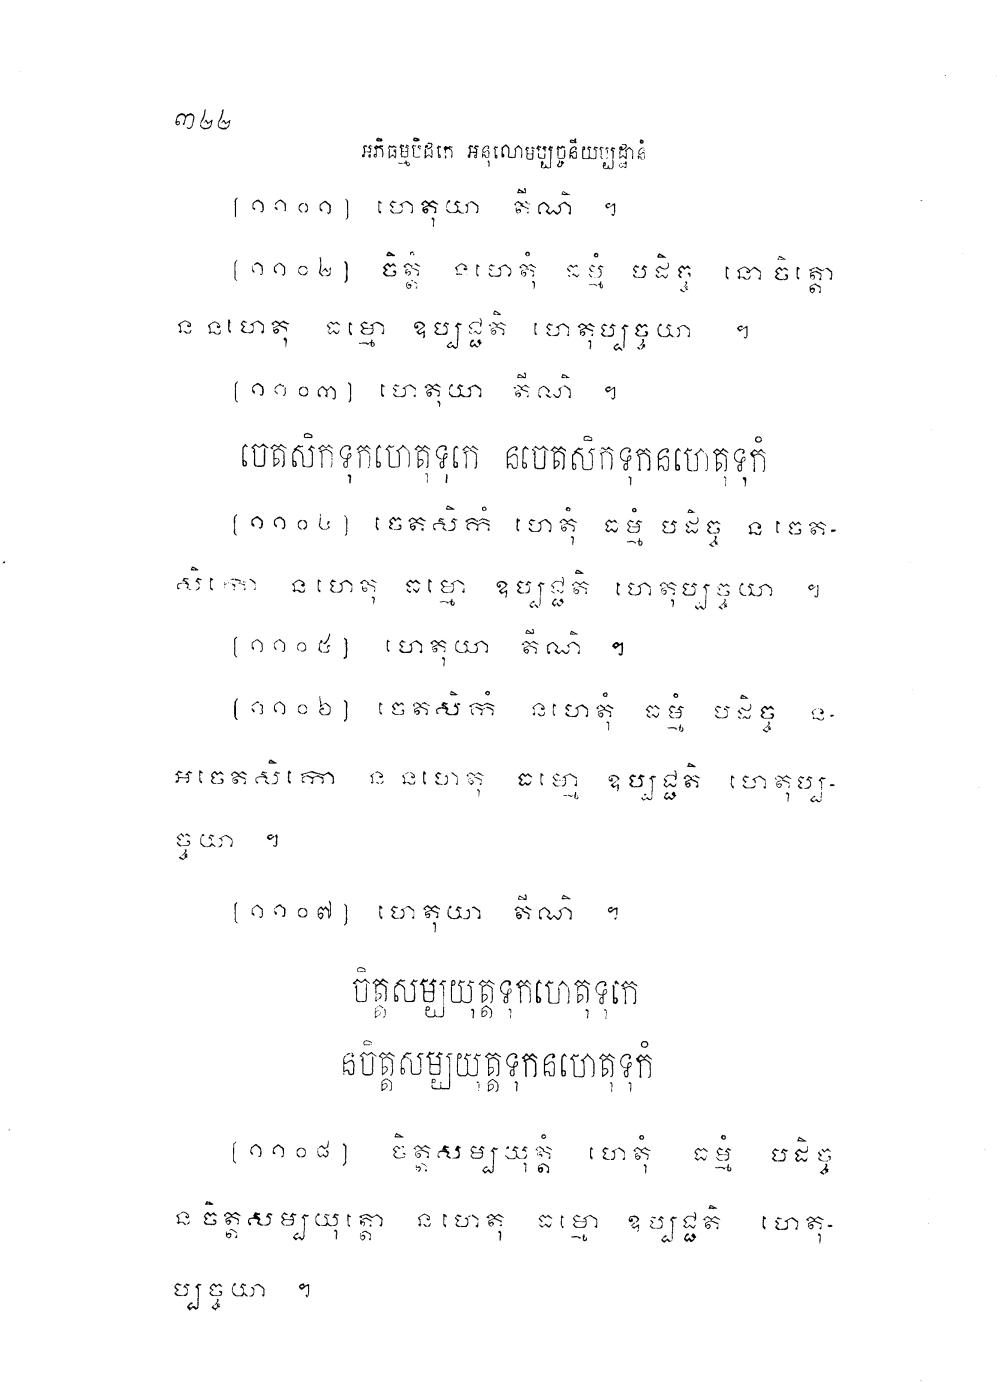 ៣២២
អភិធម្មបិដកេ អនុលោមប្បច្ចនីយប្បដ្ឋានំ
[១១០១] ហេតុយា តីណិ ។
[១១០២] ចិត្តំ នហេតុំ ធម្មំ បដិច្ច នោ ចិត្តោ
ន នហេតុ ធម្មោ ឧប្បជ្ជតិ ហេតុប្បច្ចយា ។
[១១០៣] ហេតុយា តីណិ ។
ចេតសិកទុកហេតុទុកេ នចេតសិកទុកនហេតុទុកំ
[១១០៤] ចេតសិកំ ហេតុំ ធម្មំ បដិច្ច ន ចេត-
សិកោ ន ហេតុ ធម្មោ ឧប្បជ្ជតិ ហេតុប្បច្ចយា ។
[១១០៥] ហេតុយា តីណិ ។
[១១០៦] ចេតសិកំ នហេតុំ ធម្មំ បដិច្ច ន-
អចេតសិកោ ន នហេតុ ធម្មោ ឧប្បជ្ជតិ ហេតុប្ប-
ច្ចយា ។
[១១០៧] ហេតុយា តីណិ ។
ចិត្តសម្បយុត្តទុកហេតុទុកេ
នចិត្តសម្បយុត្តទុកនហេតុទុកំ
[១១០៨] ចិត្តសម្បយុត្តំ ហេតុំ ធម្មំ បដិច្ច
ន ចិត្តសម្បយុត្តោ ន ហេតុ ធម្មោ ឧប្បជ្ជតិ ហេតុ-
ប្បច្ចយា ។